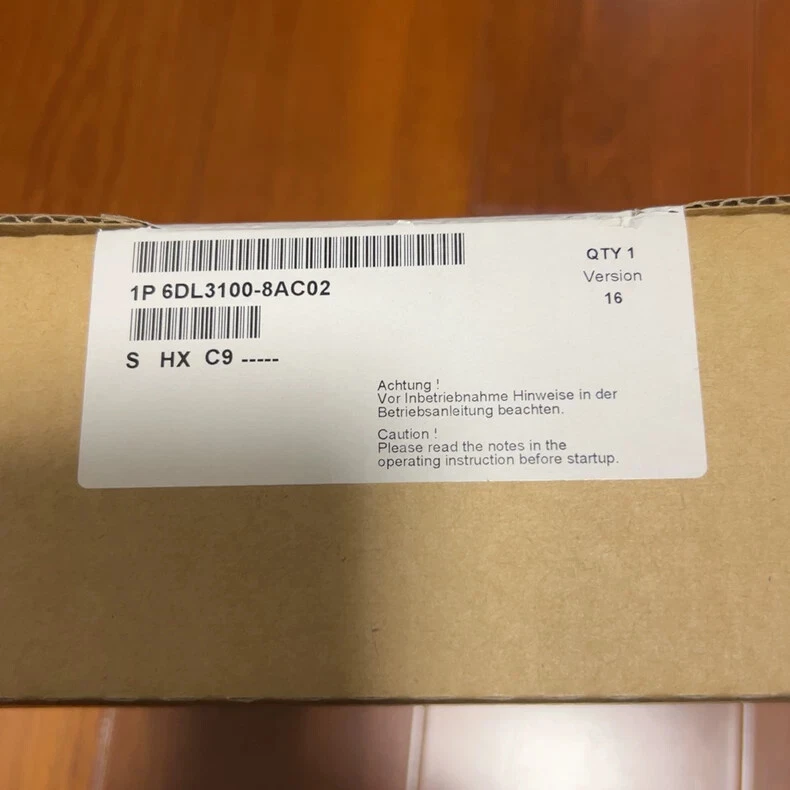 1P 6DL3100-8AC02
S HX C9 -----
QTY 1
Version
16
Achtung !
Vor Inbetriebnahme Hinweise in der
Betriebsanleitung beachten.
Caution !
Please read the notes in the
operating instruction before startup.